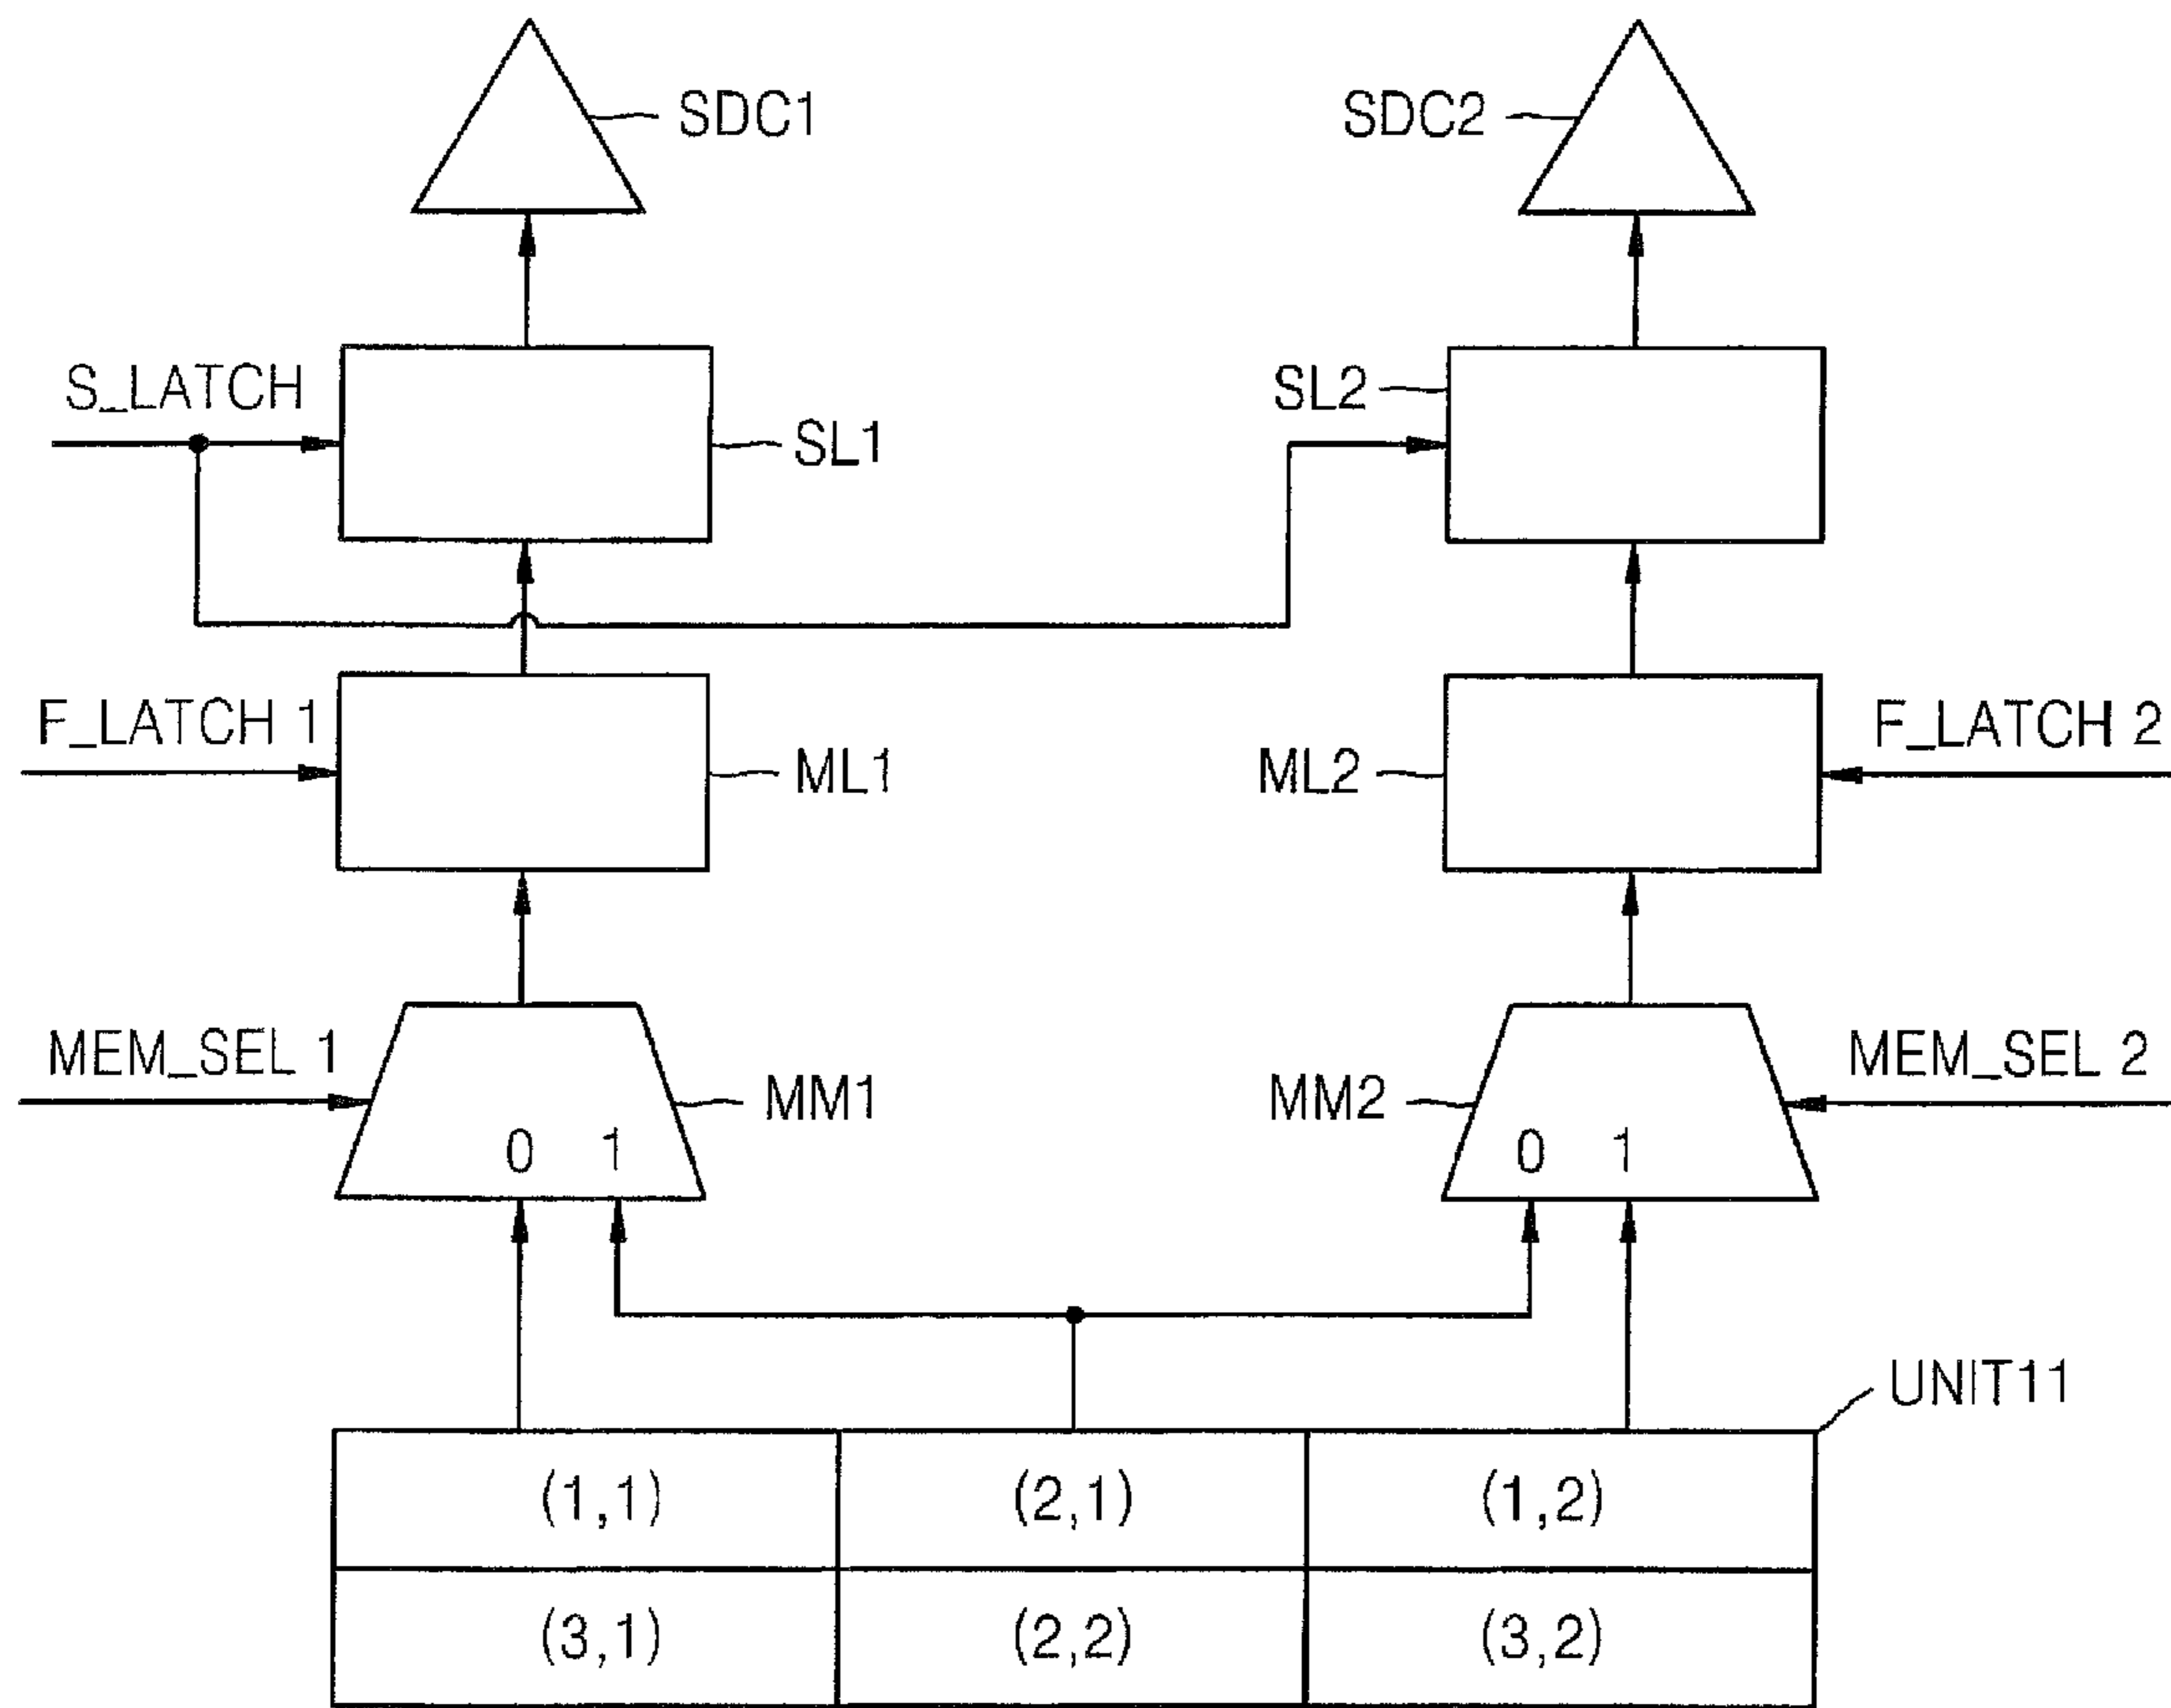 SDC1
SDC2
S_LATCH
SL1
SL2
F_LATCH 1
ML1
ML2
F_LATCH 2
MEM_SEL 1
MM1
MM2
MEM_SEL 2
0 1
0 1
UNIT11
(1,1) (2,1) (1,2)
(3,1) (2,2) (3,2)